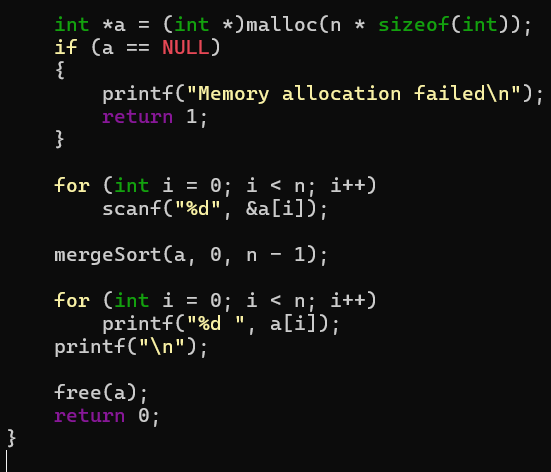 int *a = (int *)malloc(n * sizeof(int));
    if (a == NULL)
    {
        printf("Memory allocation failed\n");
        return 1;
    }

    for (int i = 0; i < n; i++)
        scanf("%d", &a[i]);

    mergeSort(a, 0, n - 1);

    for (int i = 0; i < n; i++)
        printf("%d ", a[i]);
    printf("\n");

    free(a);
    return 0;
}